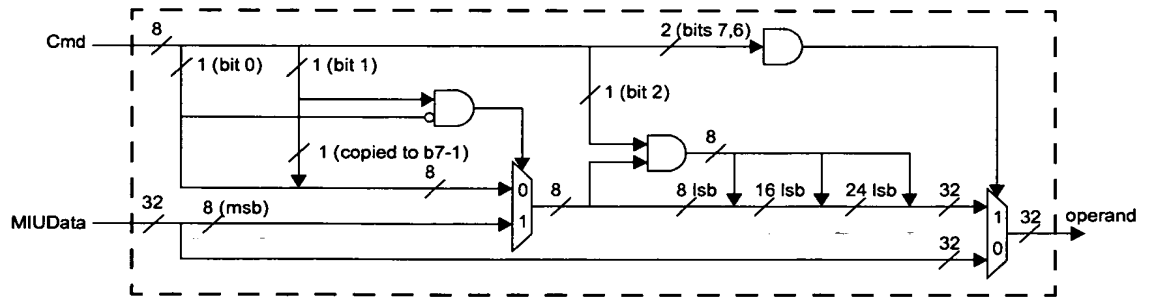 Cmd
8
2 (bits 7,6)
1 (bit 0)
1 (bit 1)
1 (bit 2)
1 (copied to b7-1)
8
8
0
8
8 lsb
16 lsb
24 lsb
32
MIUData
32
8 (msb)
1
1
32
operand
0
32